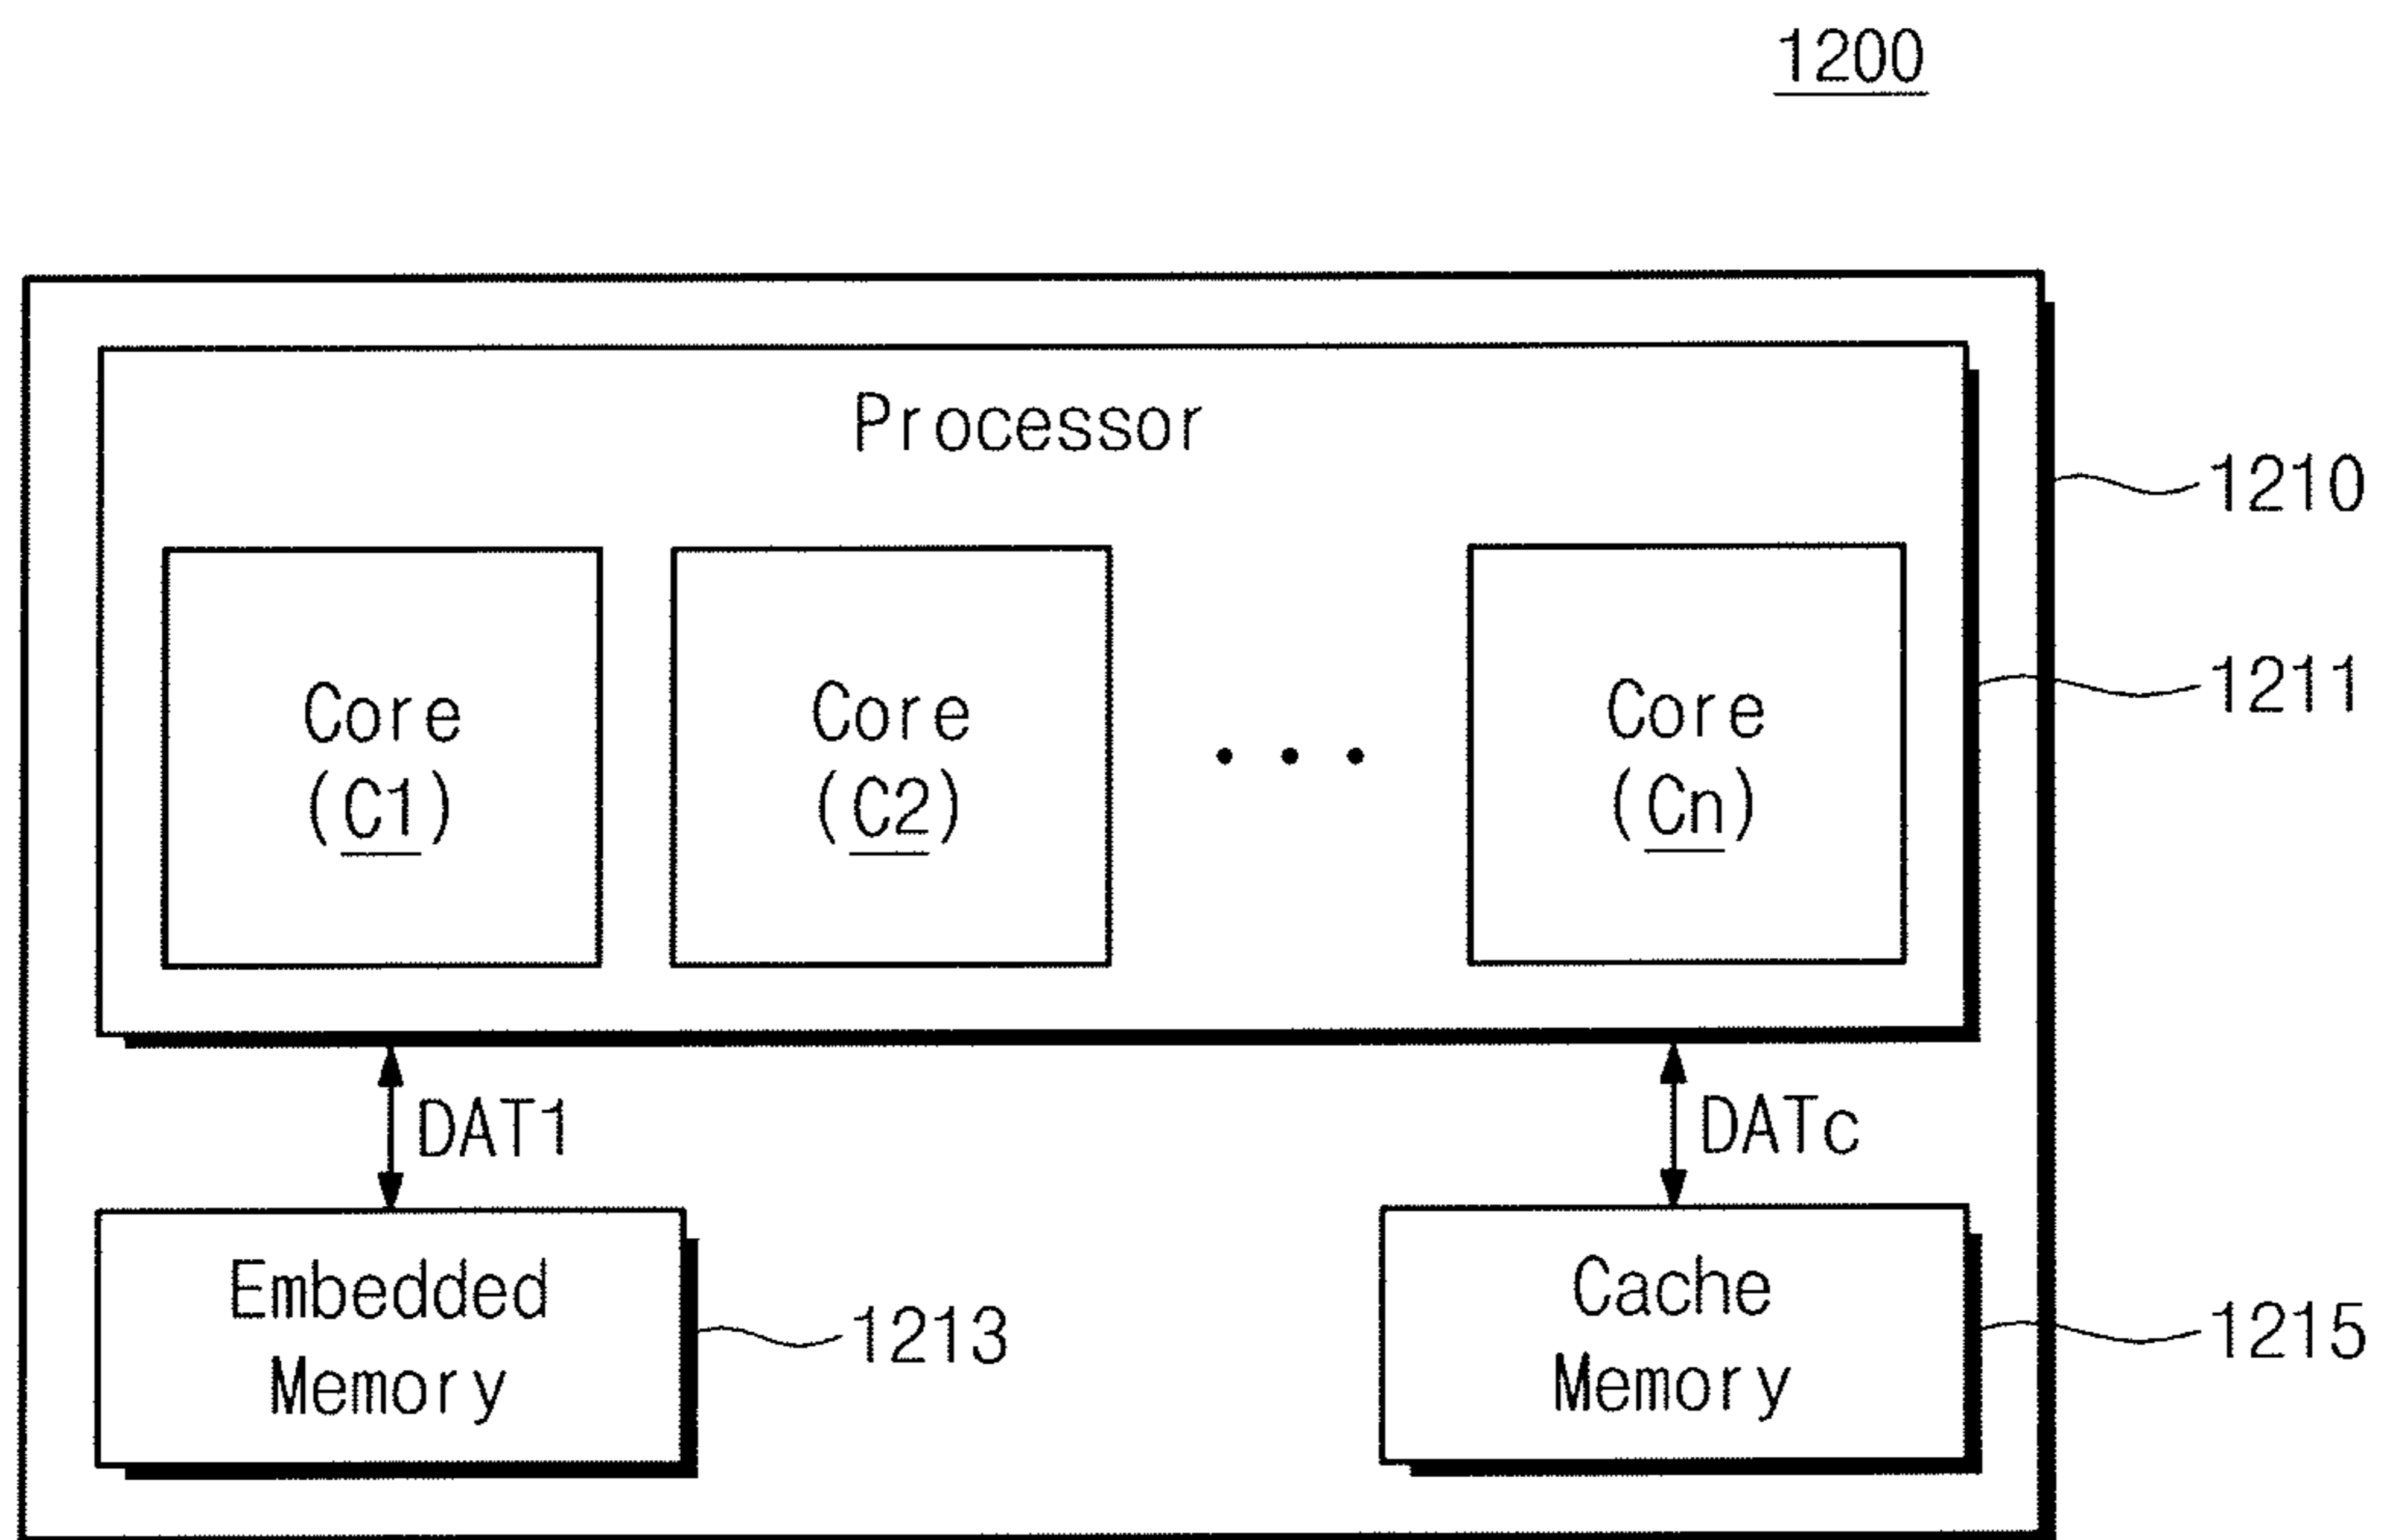 1200
Processor
1210
Core
(C1)
Core
(C2)
Core
(Cn)
1211
DAT1
DATc
Embedded
Memory
1213
Cache
Memory
1215